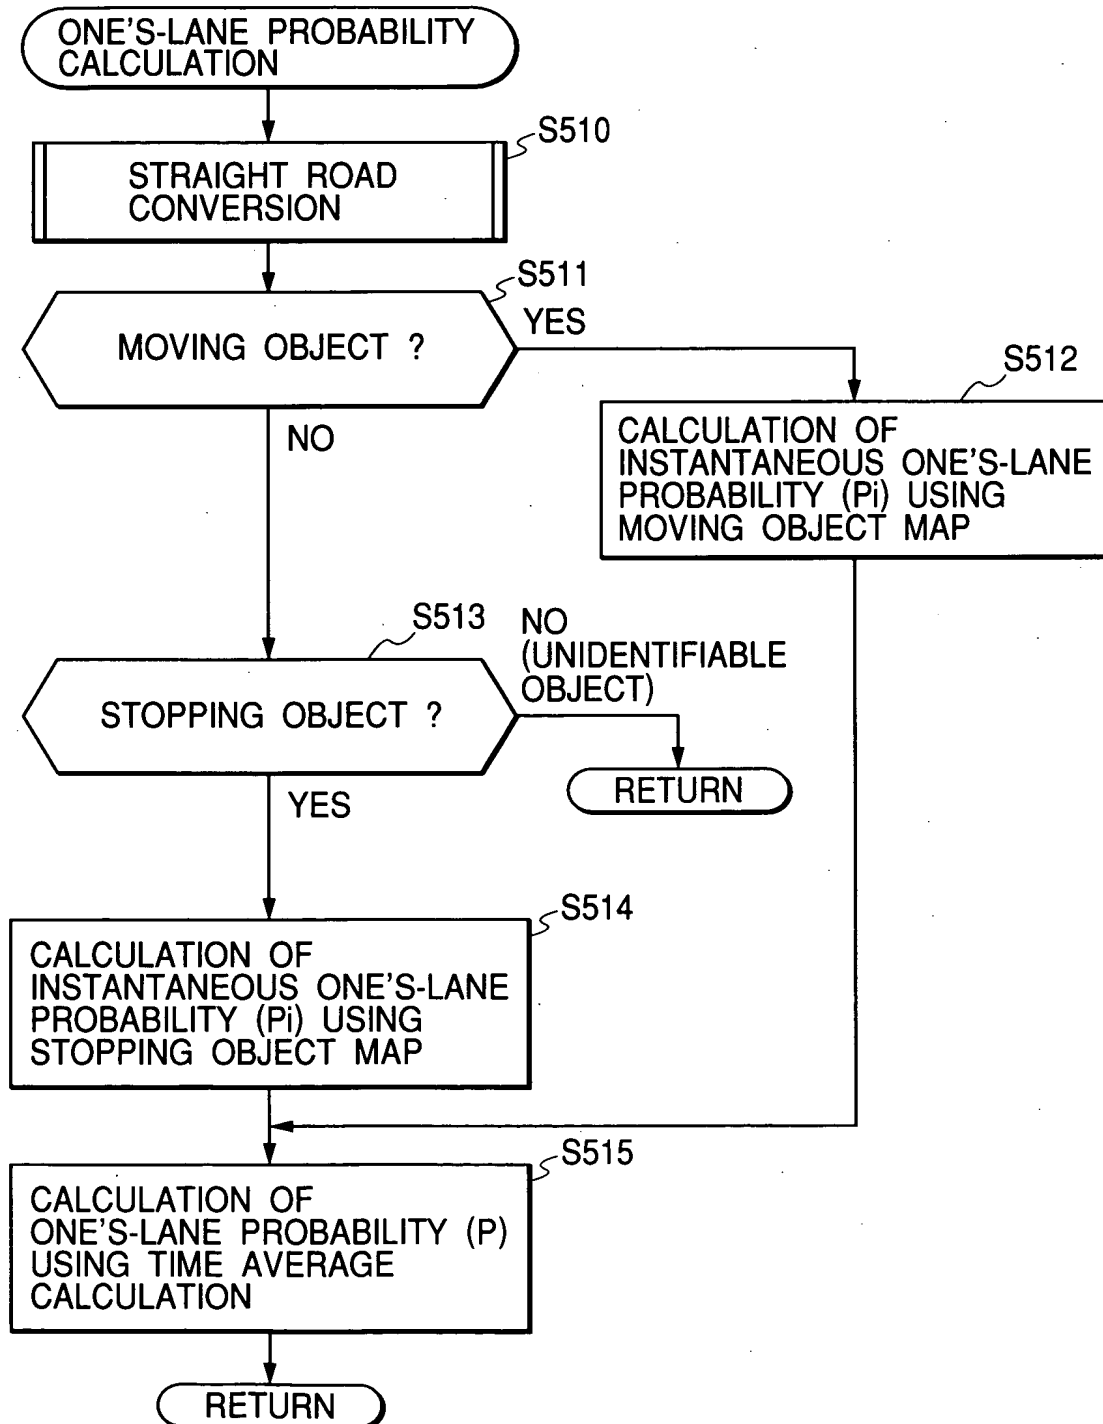 ONE'S-LANE PROBABILITY
CALCULATION
S510
STRAIGHT ROAD
CONVERSION
S511
MOVING OBJECT ?
YES
NO
S512
CALCULATION OF
INSTANTANEOUS ONE'S-LANE
PROBABILITY (Pi) USING
MOVING OBJECT MAP
S513
STOPPING OBJECT ?
NO
(UNIDENTIFIABLE
OBJECT)
RETURN
YES
S514
CALCULATION OF
INSTANTANEOUS ONE'S-LANE
PROBABILITY (Pi) USING
STOPPING OBJECT MAP
S515
CALCULATION OF
ONE'S-LANE PROBABILITY (P)
USING TIME AVERAGE
CALCULATION
RETURN